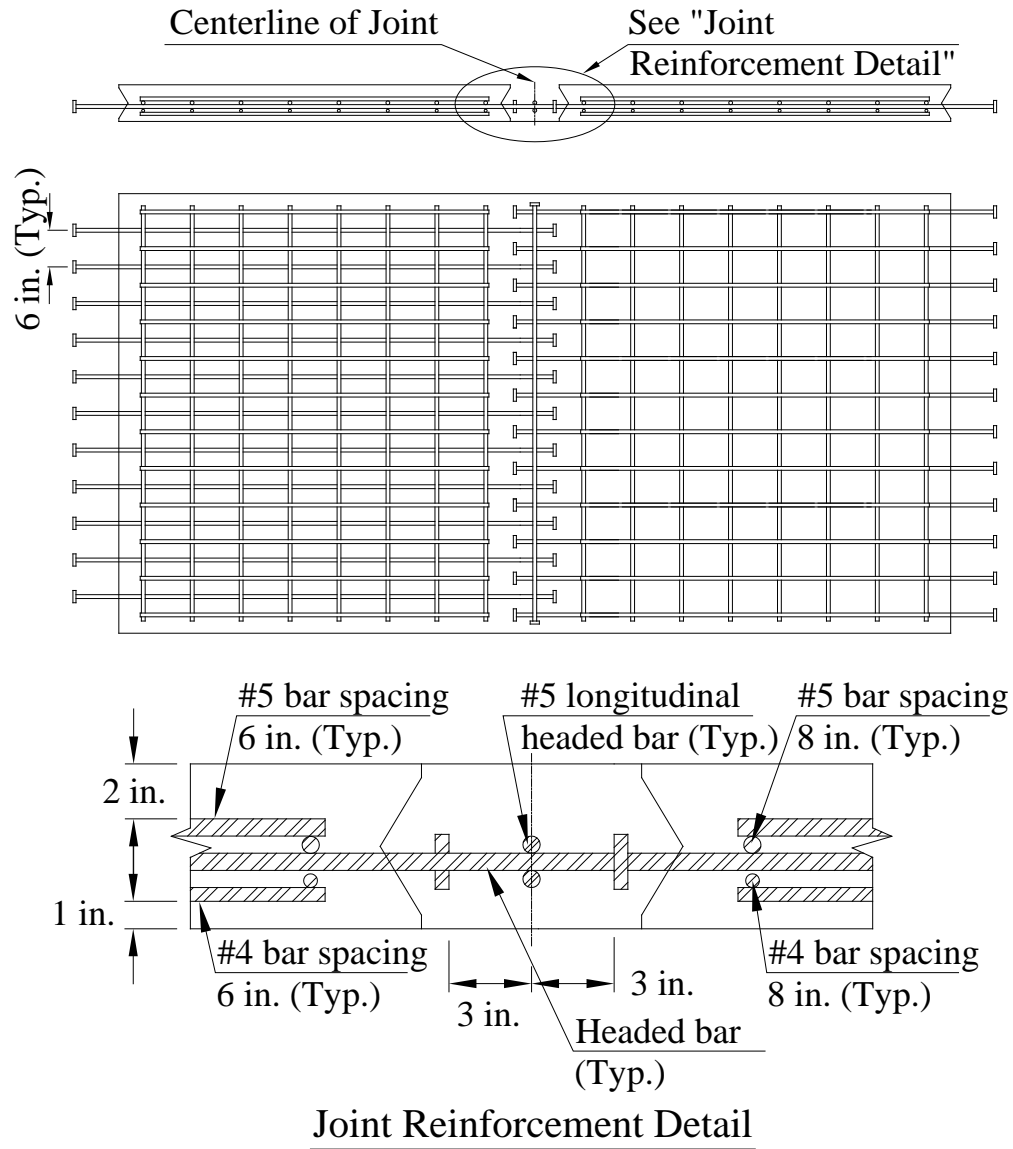 Centerline of Joint
See "Joint
Reinforcement Detail"
6 in. (Typ.)
#5 bar spacing
6 in. (Typ.)
#5 longitudinal
headed bar (Typ.)
#5 bar spacing
8 in. (Typ.)
2 in.
1 in.
#4 bar spacing
6 in. (Typ.)
3 in.
3 in.
#4 bar spacing
8 in. (Typ.)
Headed bar
(Typ.)
Joint Reinforcement Detail